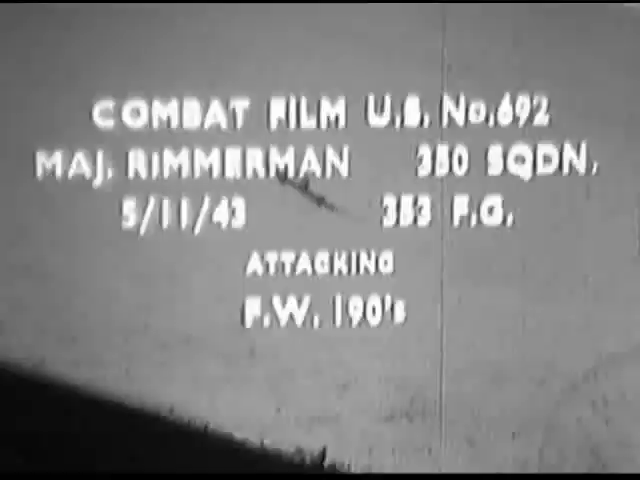 COMBAT FILM U.S. No.692
MAJ. RIMMERMAN 350 SQDN.
5/11/43 353 F.G.
ATTACKING
F.W. 190's